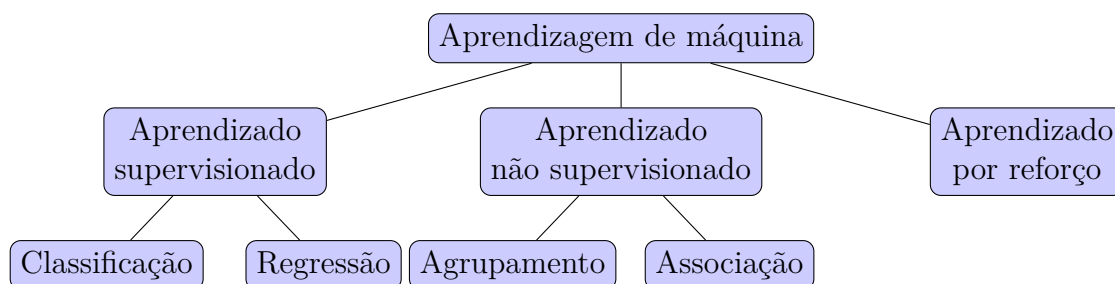 Aprendizagem de máquina
Aprendizado
supervisionado
Aprendizado
não supervisionado
Aprendizado
por reforço
Classificação
Regressão
Agrupamento
Associação